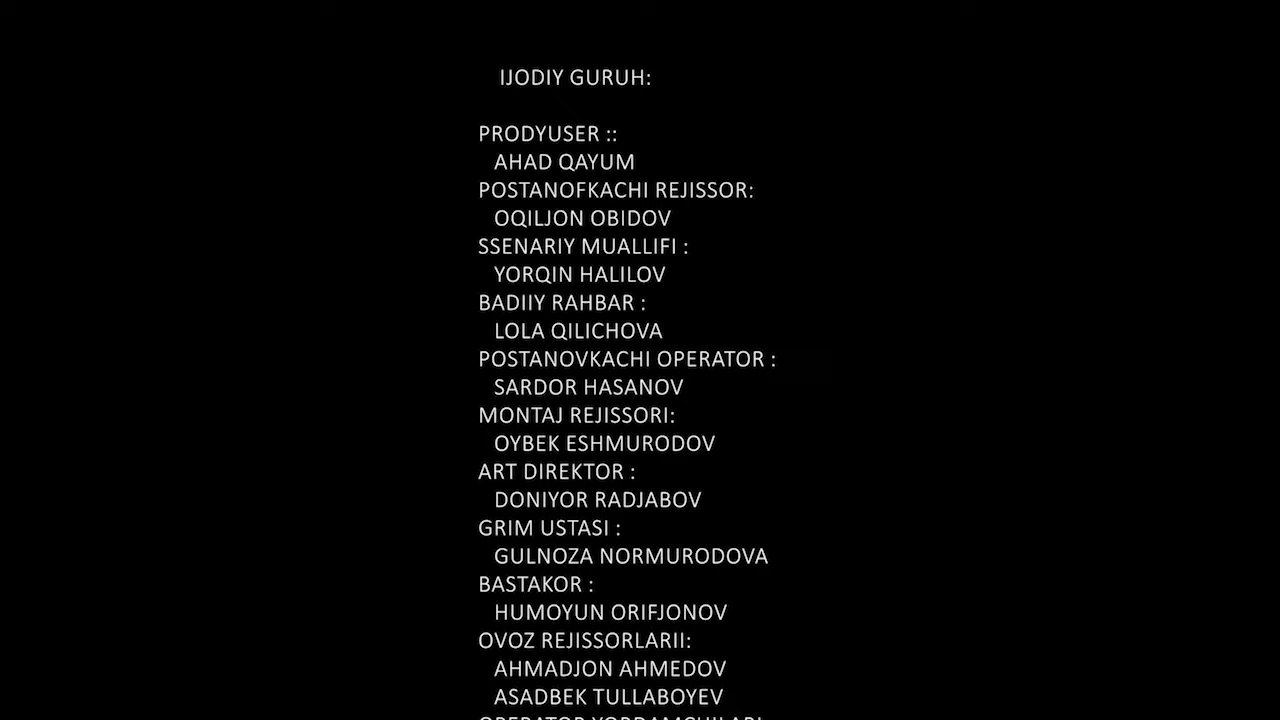 IJODIY GURUH:
PRODYUSER ::
AHAD QAYUM
POSTANOFKACHI REJISSOR:
OQILJON OBIDOV
SSENARIY MUALLIFI :
YORQIN HALILOV
BADIIY RAHBAR :
LOLA QILICHOVA
POSTANOVKACHI OPERATOR :
SARDOR HASANOV
MONTAJ REJISSORI:
OYBEK ESHMURODOV
ART DIREKTOR :
DONIYOR RADJABOV
GRIM USTASI :
GULNOZA NORMURODOVA
BASTAKOR :
HUMOYUN ORIFJONOV
OVOZ REJISSORLARII:
AHMADJON AHMEDOV
ASADBEK TULLABOYEV